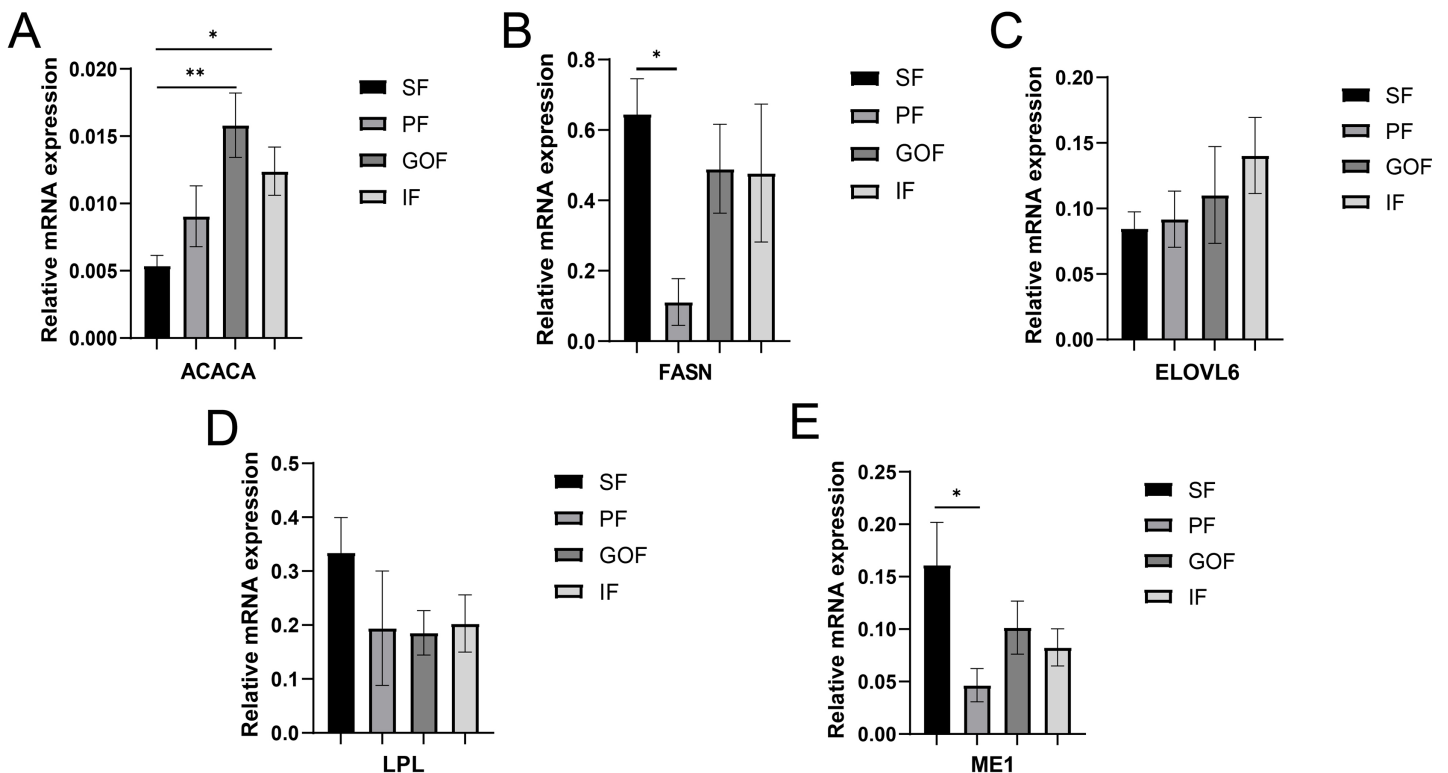 A
Relative mRNA expression
0.020
0.015
0.010
0.005
0.000
*
**
ACACA
SF
PF
GOF
IF
B
Relative mRNA expression
0.8
0.6
0.4
0.2
0.0
*
FASN
SF
PF
GOF
IF
C
Relative mRNA expression
0.20
0.15
0.10
0.05
0.00
ELOVL6
SF
PF
GOF
IF
D
Relative mRNA expression
0.5
0.4
0.3
0.2
0.1
0.0
LPL
SF
PF
GOF
IF
E
Relative mRNA expression
0.25
0.20
0.15
0.10
0.05
0.00
*
ME1
SF
PF
GOF
IF